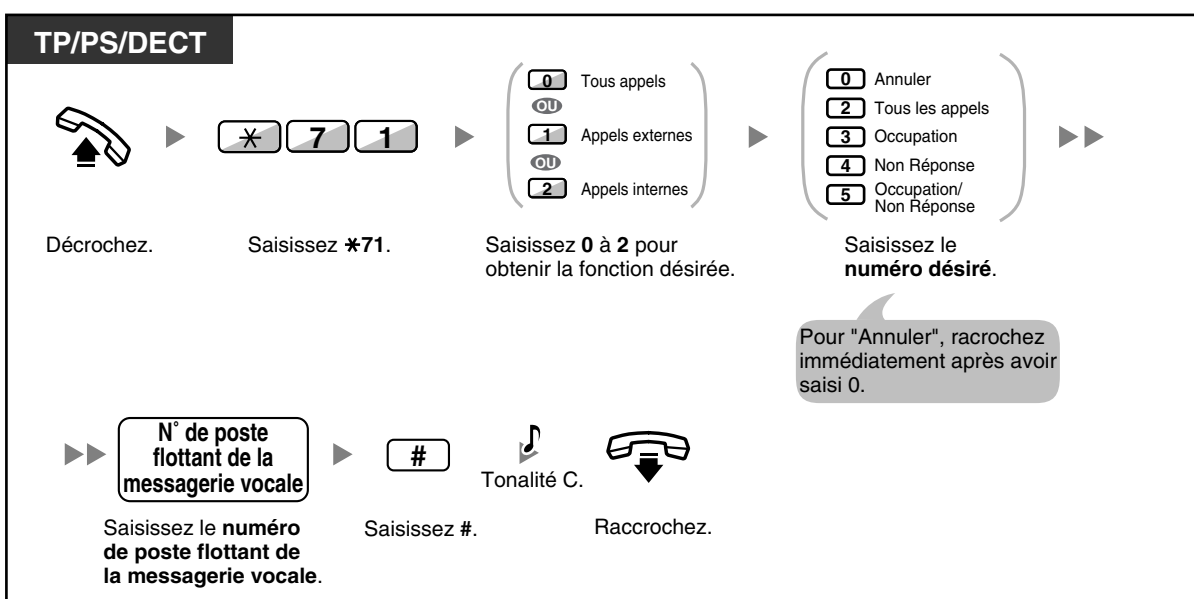 TP/PS/DECT
✳ 7 1
0 Tous appels
OU
1 Appels externes
OU
2 Appels internes
0 Annuler
2 Tous les appels
3 Occupation
4 Non Réponse
5 Occupation/
Non Réponse
Décrochez.
Saisissez ✳71.
Saisissez 0 à 2 pour
obtenir la fonction désirée.
Saisissez le
numéro désiré.
Pour "Annuler", racrochez
immédiatement après avoir
saisi 0.
N° de poste
flottant de la
messagerie vocale
#
Tonalité C.
Saisissez le numéro
de poste flottant de
la messagerie vocale.
Saisissez #.
Raccrochez.